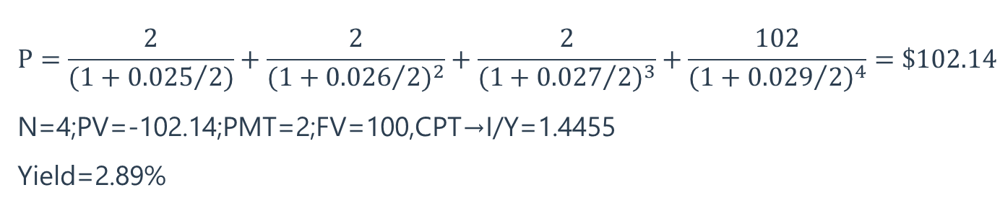 P = 2/(1 + 0.025/2) + 2/(1 + 0.026/2)² + 2/(1 + 0.027/2)³ + 102/(1 + 0.029/2)⁴ = $102.14
N=4;PV=-102.14;PMT=2;FV=100,CPT→I/Y=1.4455
Yield=2.89%